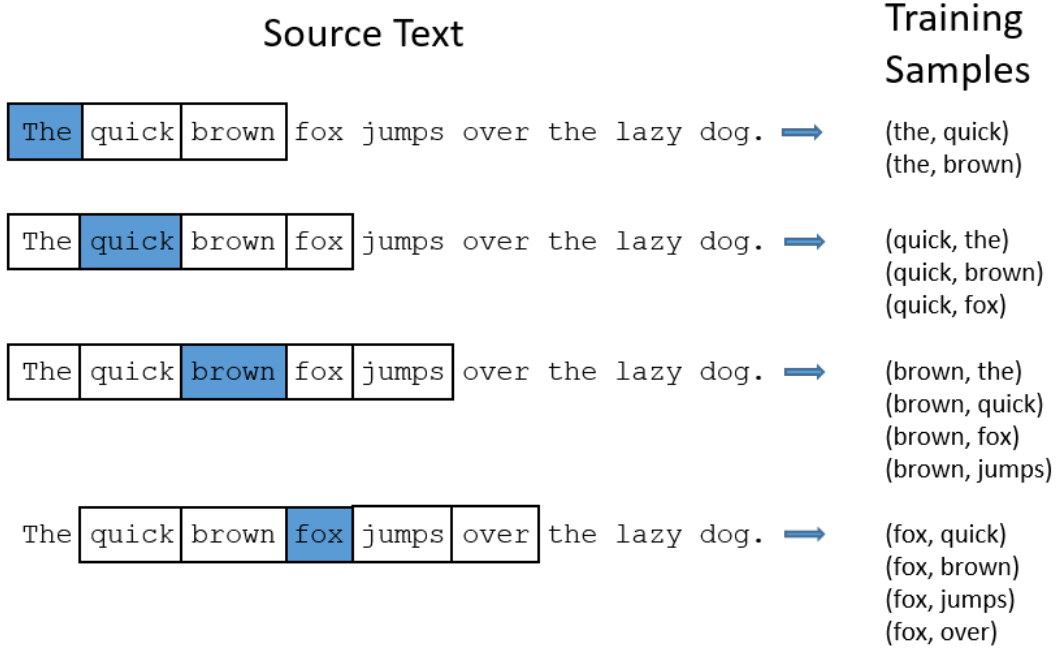 Source Text
Training
Samples
The quick brown fox jumps over the lazy dog.
(the, quick)
(the, brown)
The quick brown fox jumps over the lazy dog.
(quick, the)
(quick, brown)
(quick, fox)
The quick brown fox jumps over the lazy dog.
(brown, the)
(brown, quick)
(brown, fox)
(brown, jumps)
The quick brown fox jumps over the lazy dog.
(fox, quick)
(fox, brown)
(fox, jumps)
(fox, over)